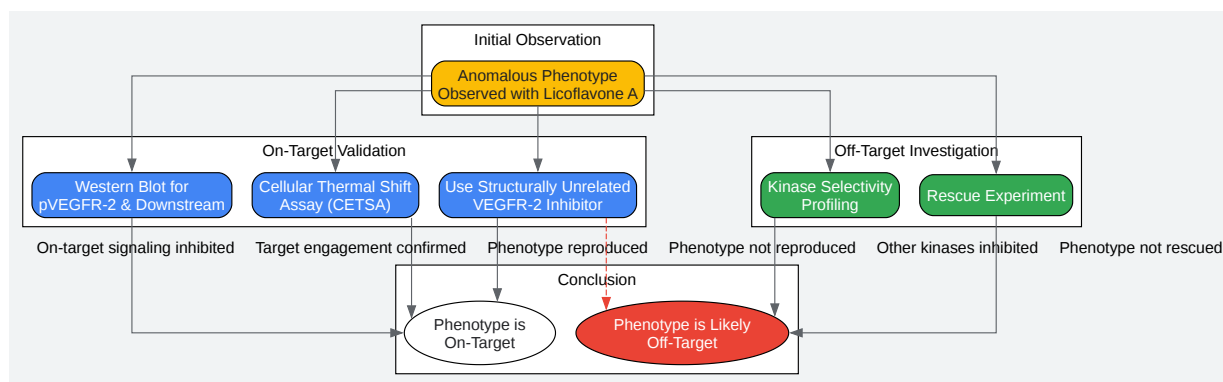 Initial Observation
Anomalous Phenotype
Observed with Licoflavone A
On-Target Validation
Off-Target Investigation
Western Blot for
pVEGFR-2 & Downstream
Cellular Thermal Shift
Assay (CETSA)
Use Structurally Unrelated
VEGFR-2 Inhibitor
Kinase Selectivity
Profiling
Rescue Experiment
On-target signaling inhibited
Target engagement confirmed
Phenotype reproduced
Phenotype not reproduced
Other kinases inhibited
Phenotype not rescued
Conclusion
Phenotype is
On-Target
Phenotype is Likely
Off-Target